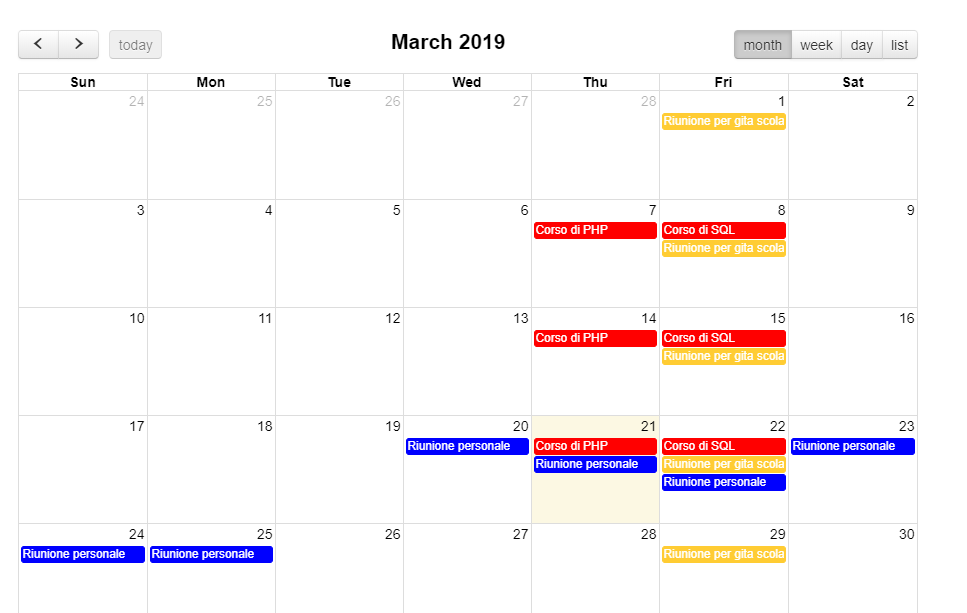 today
March 2019
month week day list
Sun Mon Tue Wed Thu Fri Sat
24 25 26 27 28 1 2
Riunione per gita scola
3 4 5 6 7 8 9
Corso di PHP Corso di SQL
Riunione per gita scola
10 11 12 13 14 15 16
Corso di PHP Corso di SQL
Riunione per gita scola
17 18 19 20 21 22 23
Riunione personale Corso di PHP Corso di SQL Riunione personale
Riunione personale Riunione per gita scola
Riunione personale
24 25 26 27 28 29 30
Riunione personale Riunione personale Riunione per gita scola